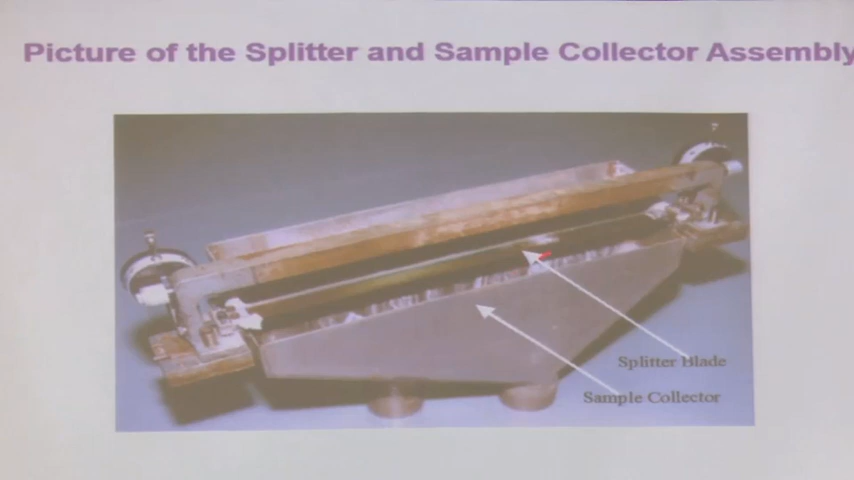 Picture of the Splitter and Sample Collector Assembly
Splitter Blade
Sample Collector